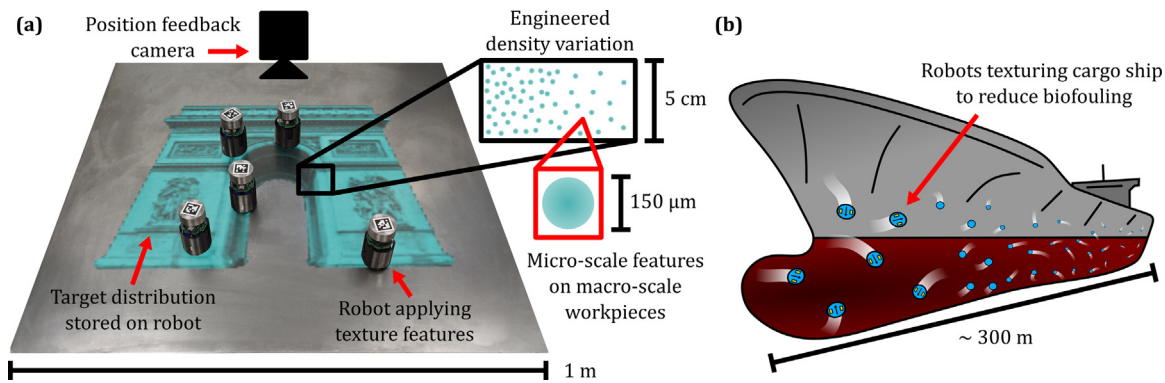 (a)
Position feedback
camera
Engineered
density variation
5 cm
150 μm
Micro-scale features
on macro-scale
workpieces
Target distribution
stored on robot
Robot applying
texture features
1 m
(b)
Robots texturing cargo ship
to reduce biofouling
~ 300 m